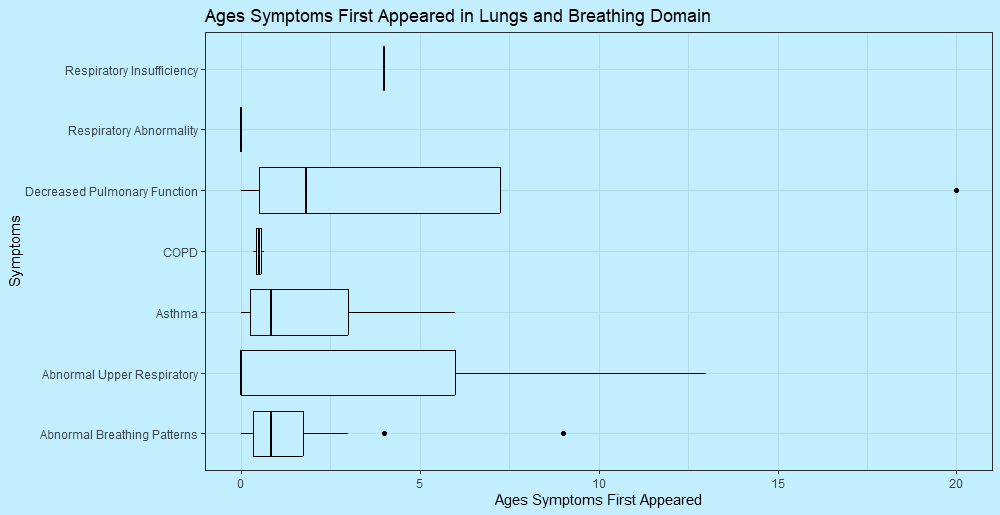 Ages Symptoms First Appeared in Lungs and Breathing Domain
Symptoms
Respiratory Insufficiency
Respiratory Abnormality
Decreased Pulmonary Function
COPD
Asthma
Abnormal Upper Respiratory
Abnormal Breathing Patterns
0 5 10 15 20
Ages Symptoms First Appeared